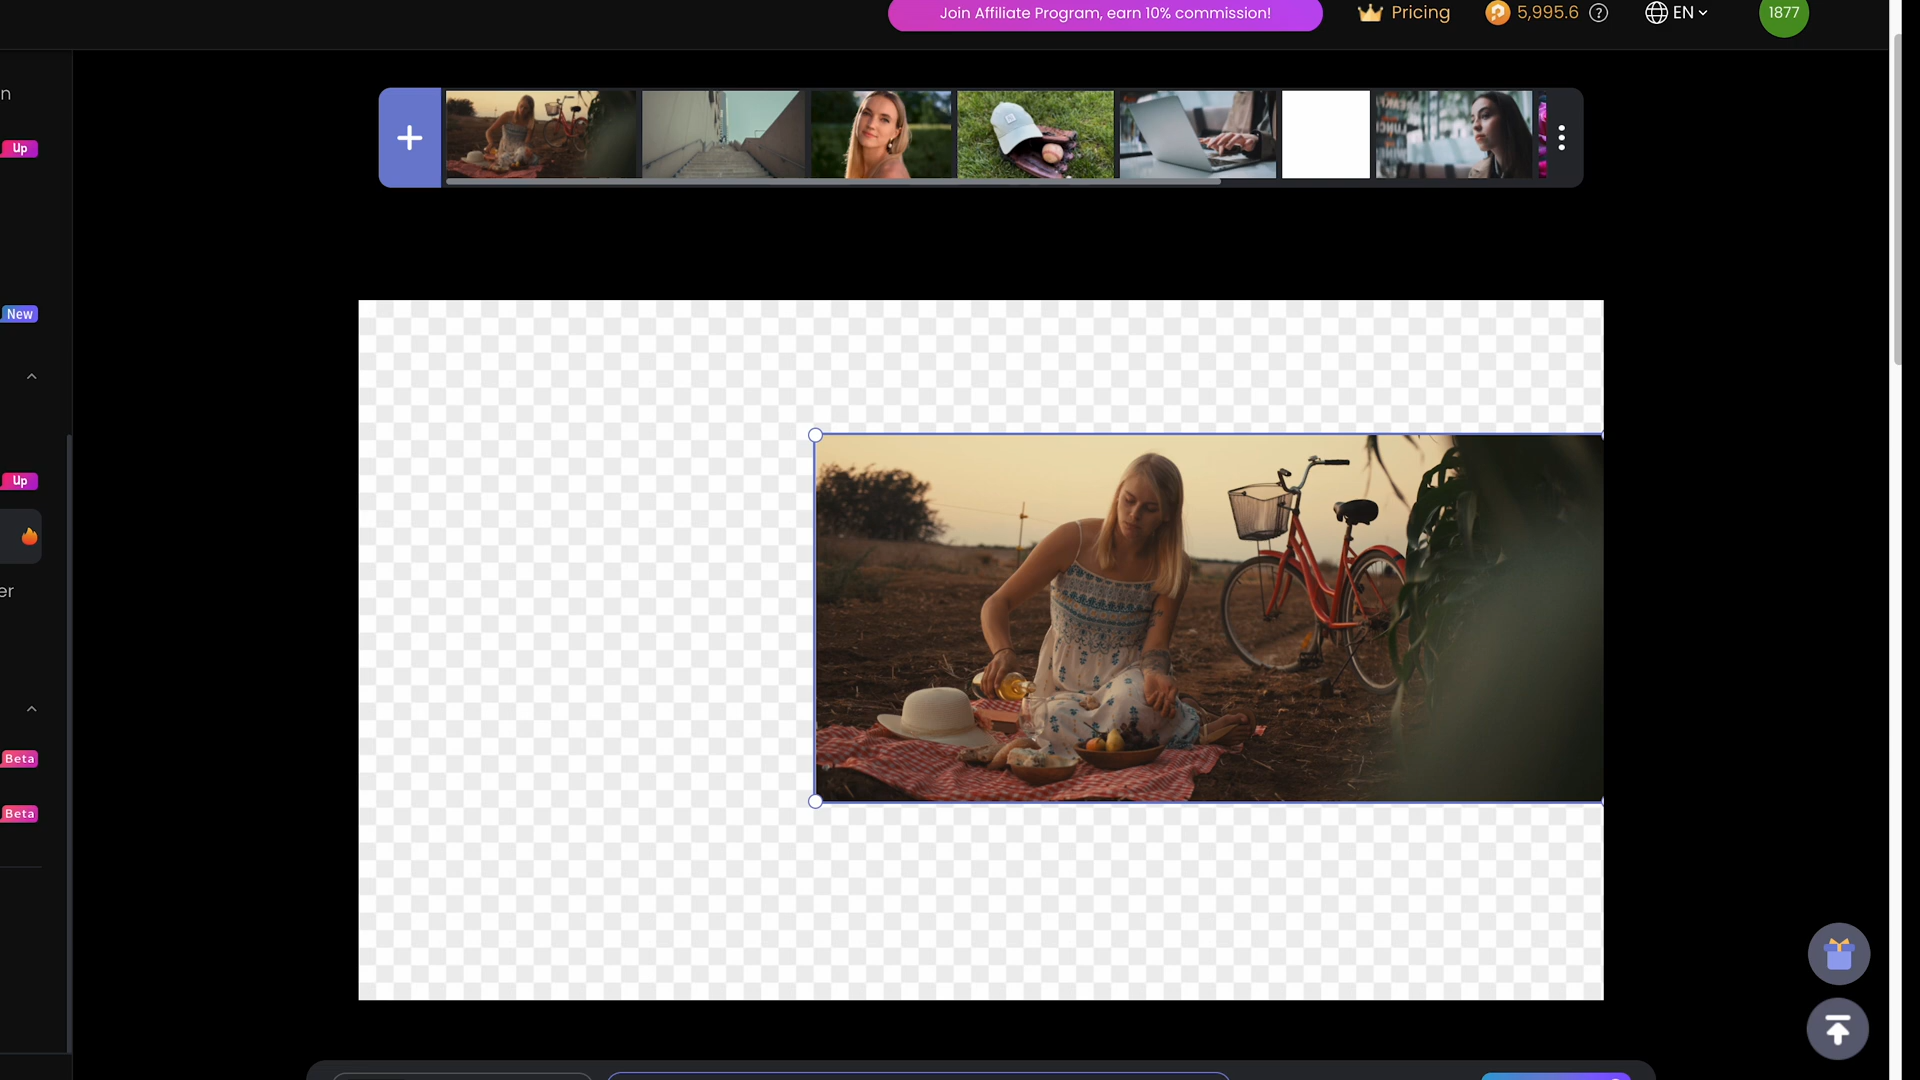 Join Affiliate Program, earn 10% commission!
Pricing
5,995.6
?
EN
1877
n
Up
New
Up
er
Beta
Beta